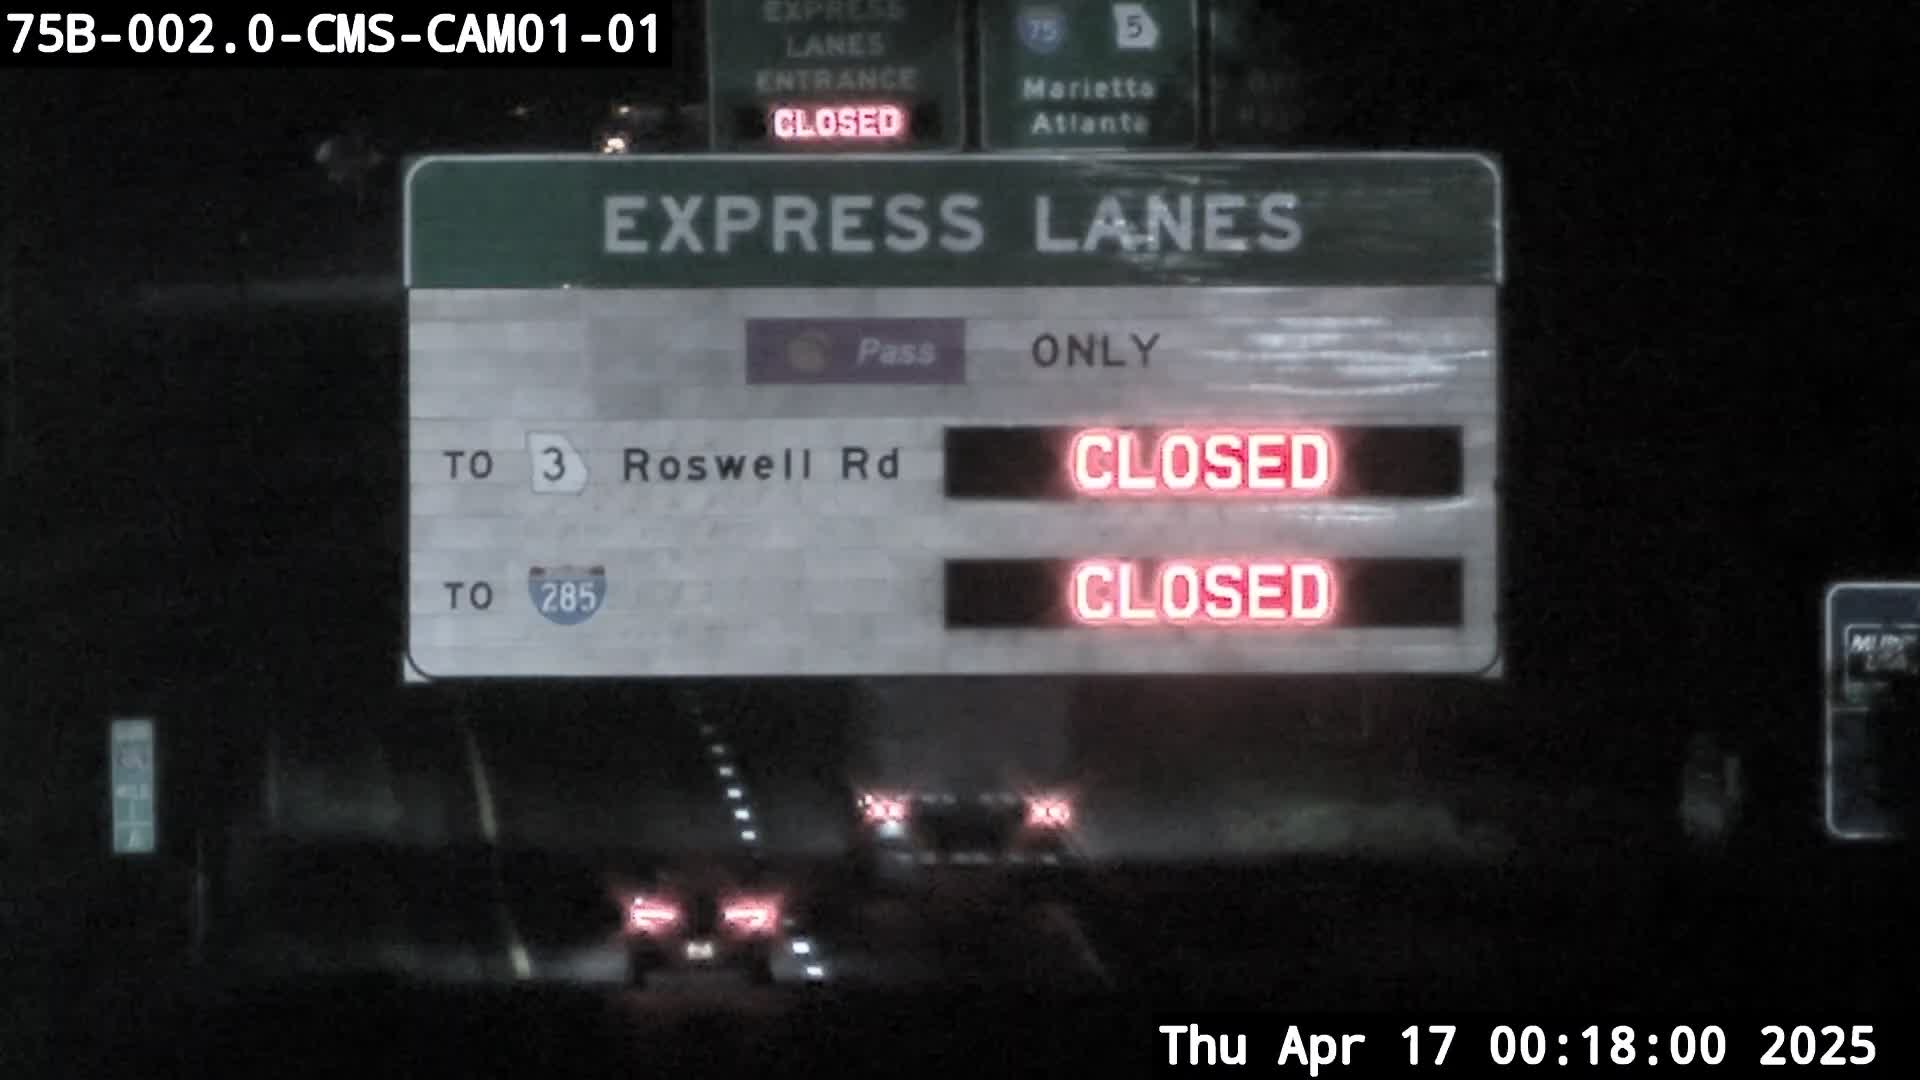 75B-002.0-CMS-CAM01-01
EXPRESS
LANES
ENTRANCE
CLOSED
75 5
Marietta
Atlanta
EXPRESS LANES
Pass ONLY
TO 3 Roswell Rd CLOSED
TO 285 CLOSED
Thu Apr 17 00:18:00 2025